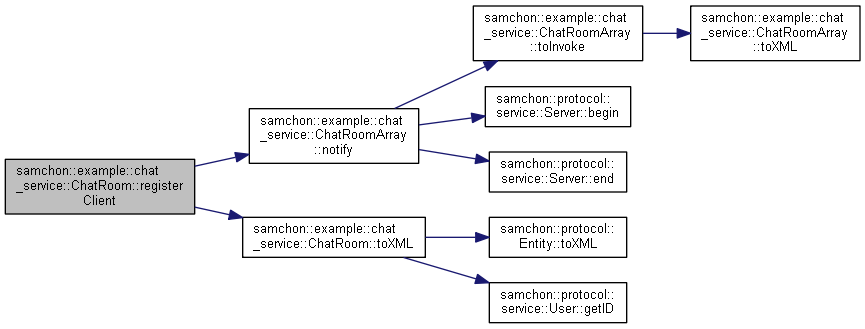 samchon::example::chat
_service::ChatRoom::register
Client
samchon::example::chat
_service::ChatRoomArray
::notify
samchon::example::chat
_service::ChatRoomArray
::toInvoke
samchon::example::chat
_service::ChatRoomArray
::toXML
samchon::protocol::
service::Server::begin
samchon::protocol::
service::Server::end
samchon::example::chat
_service::ChatRoom::toXML
samchon::protocol::
Entity::toXML
samchon::protocol::
service::User::getID